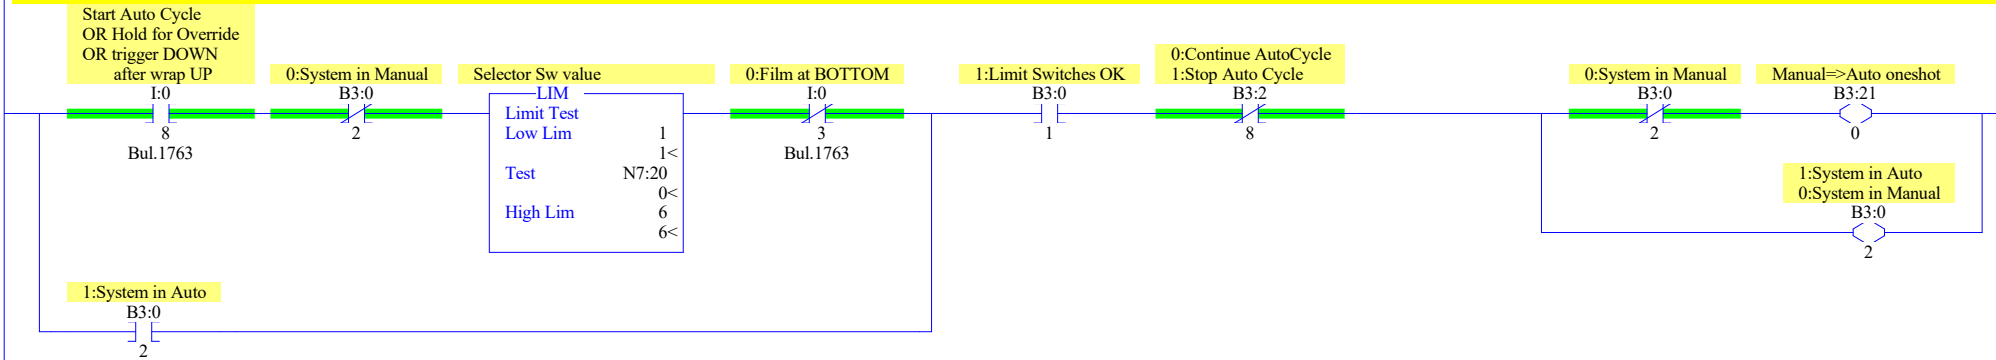 Start Auto Cycle
OR Hold for Override
OR trigger DOWN
after wrap UP
I:0
8
Bul.1763
0:System in Manual
B3:0
2
Selector Sw value
LIM
Limit Test
Low Lim 1
1<
Test N7:20
0<
High Lim 6
6<
0:Film at BOTTOM
I:0
3
Bul.1763
1:Limit Switches OK
B3:0
1
0:Continue AutoCycle
1:Stop Auto Cycle
B3:2
8
0:System in Manual
B3:0
2
Manual=>Auto oneshot
B3:21
0
1:System in Auto
0:System in Manual
B3:0
2
1:System in Auto
B3:0
2